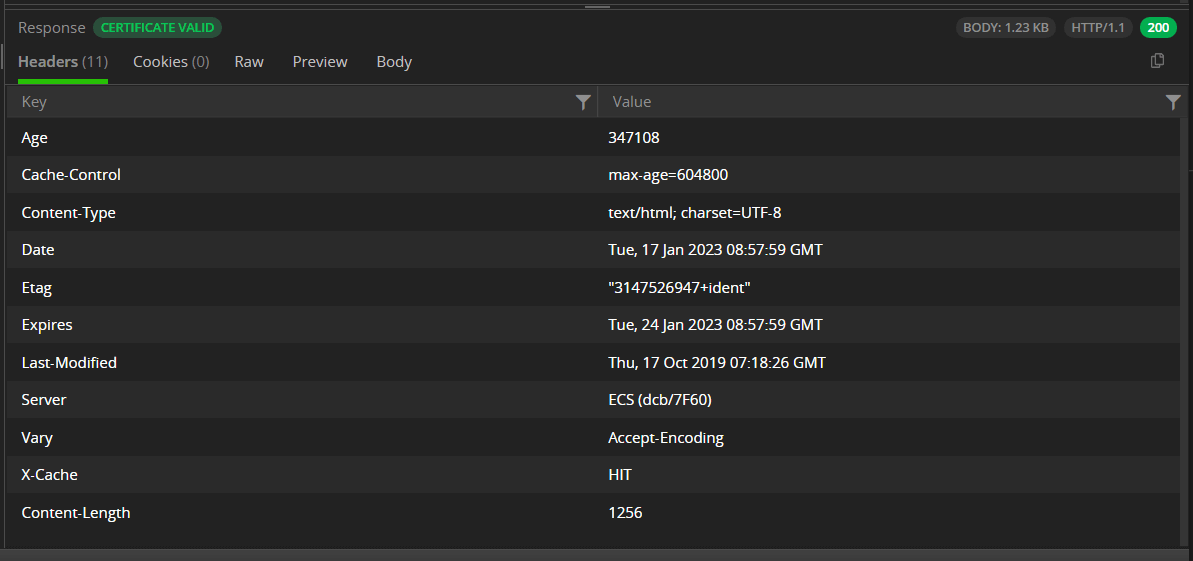 Response CERTIFICATE VALID BODY: 1.23 KB HTTP/1.1 200
Headers (11) Cookies (0) Raw Preview Body
Key Value
Age 347108
Cache-Control max-age=604800
Content-Type text/html; charset=UTF-8
Date Tue, 17 Jan 2023 08:57:59 GMT
Etag "3147526947+ident"
Expires Tue, 24 Jan 2023 08:57:59 GMT
Last-Modified Thu, 17 Oct 2019 07:18:26 GMT
Server ECS (dcb/7F60)
Vary Accept-Encoding
X-Cache HIT
Content-Length 1256